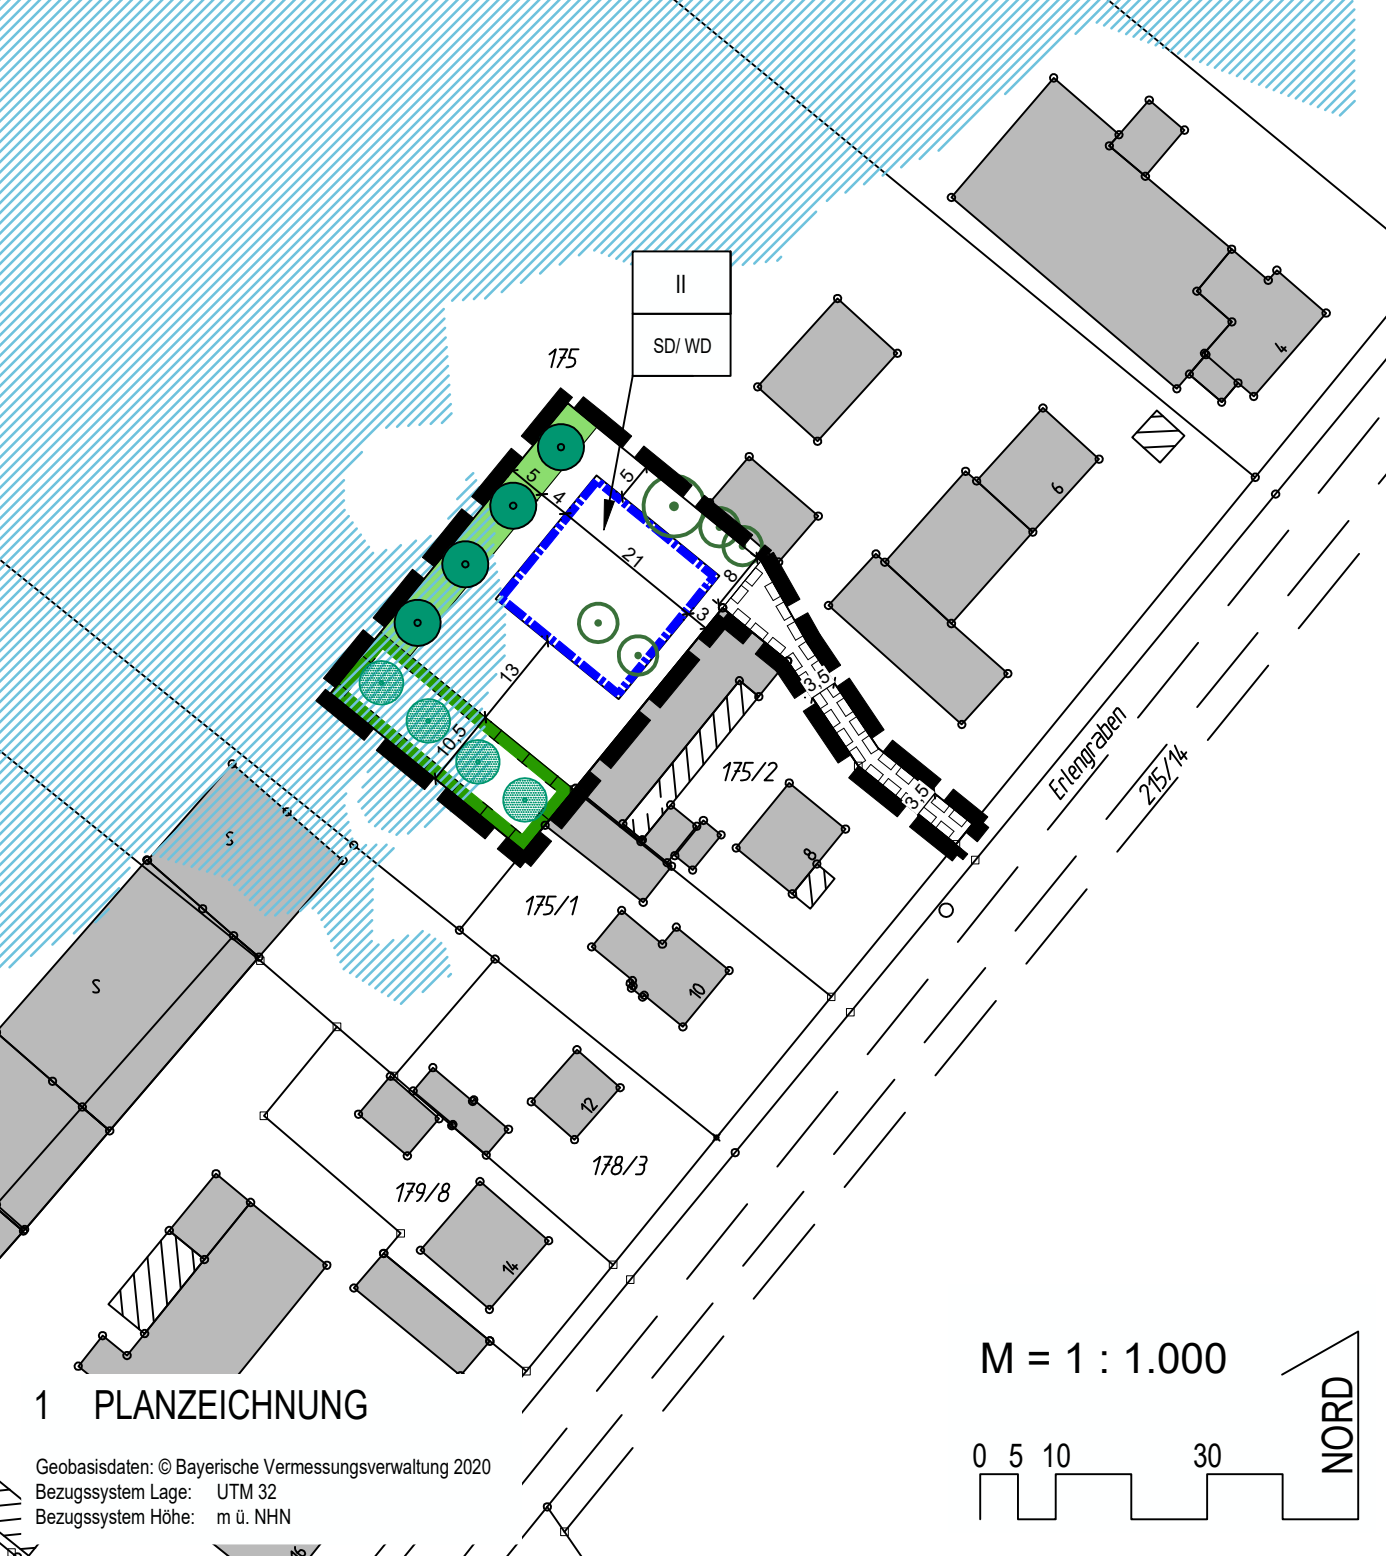 II
SD/ WD
175
4
6
5
4
5
21
8
3
3,5
13
10,5
3,5
Erlengraben
215/14
175/2
8
S
175/1
S
10
12
178/3
179/8
14
M = 1 : 1.000
NORD
0 5 10 30
1 PLANZEICHNUNG
Geobasisdaten: © Bayerische Vermessungsverwaltung 2020
Bezugssystem Lage: UTM 32
Bezugssystem Höhe: m ü. NHN